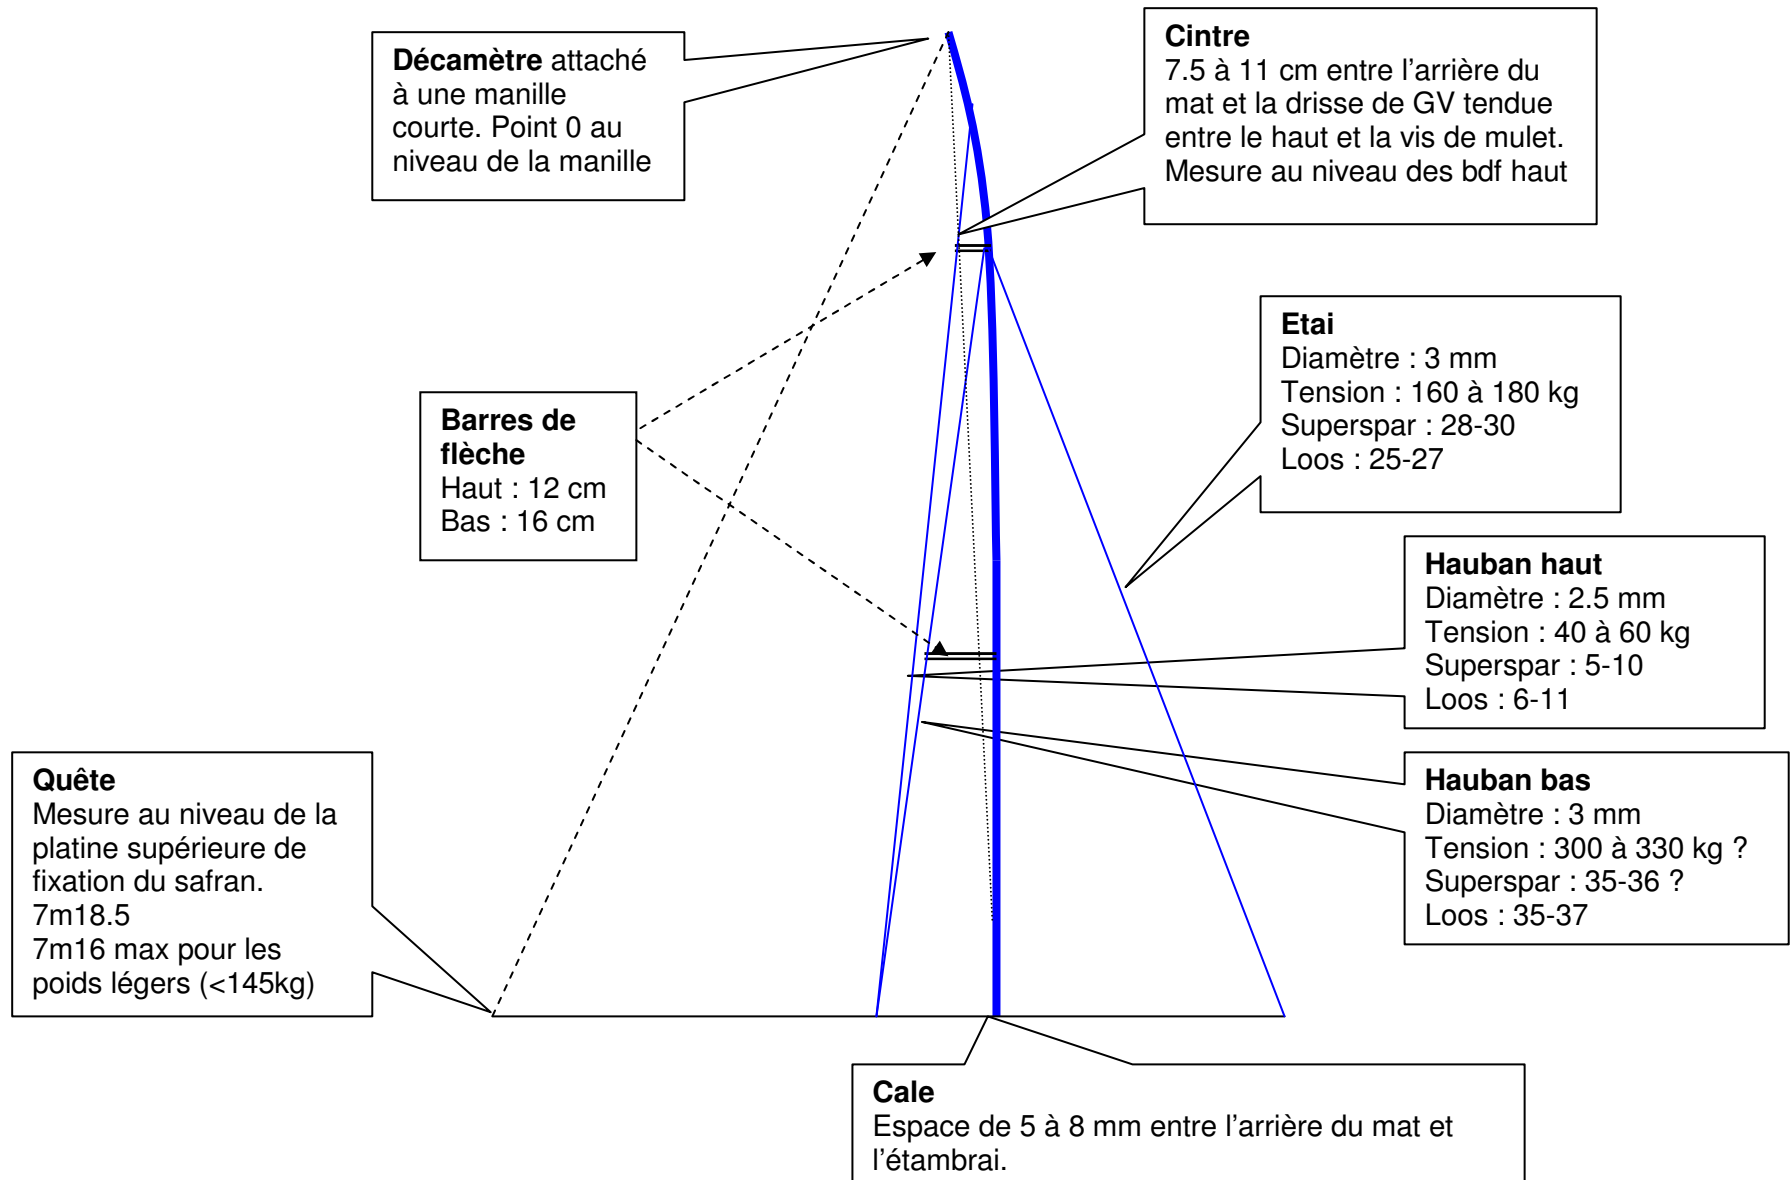 Décamètre attaché
à une manille
courte. Point 0 au
niveau de la manille
Cintre
7.5 à 11 cm entre l'arrière du
mat et la drisse de GV tendue
entre le haut et la vis de mulet.
Mesure au niveau des bdf haut
Etai
Diamètre : 3 mm
Tension : 160 à 180 kg
Superspar : 28-30
Loos : 25-27
Barres de
flèche
Haut : 12 cm
Bas : 16 cm
Hauban haut
Diamètre : 2.5 mm
Tension : 40 à 60 kg
Superspar : 5-10
Loos : 6-11
Hauban bas
Diamètre : 3 mm
Tension : 300 à 330 kg ?
Superspar : 35-36 ?
Loos : 35-37
Quête
Mesure au niveau de la
platine supérieure de
fixation du safran.
7m18.5
7m16 max pour les
poids légers (<145kg)
Cale
Espace de 5 à 8 mm entre l'arrière du mat et
l'étambrai.